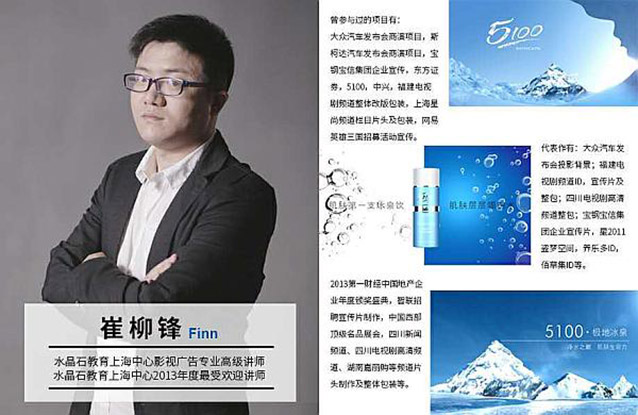 崔柳锋 Finn
水晶石教育上海中心影视广告专业高级讲师
水晶石教育上海中心2013年度最受欢迎讲师
曾参与过的项目有：
大众汽车发布会商演项目，斯
柯达汽车发布会商演项目，宝
钢宝信集团企业宣传，东方证
券，5100，中兴，福建电视
剧频道整体改版包装，上海星
尚频道栏目片头及包装，网易
英雄三国招募活动宣传。
5100
代表作有：大众汽车发
布会投影背景；福建电
视剧频道ID，宣传片及
整包；四川电视剧高清
频道整包；宝钢宝信集
团企业宣传片，星2011
盗梦空间，养乐多ID，
佰草集ID等。
肌肤第一支脉泉饮
肌肤层层
2013第一财经中国地产企
业年度颁奖盛典，智联招
聘宣传片制作，中国西部
顶级名品展会，四川新闻
频道、四川电视剧高清频
道、湖南嘉丽购等频道片
头制作及整体包装等。
5100·极地冰泉